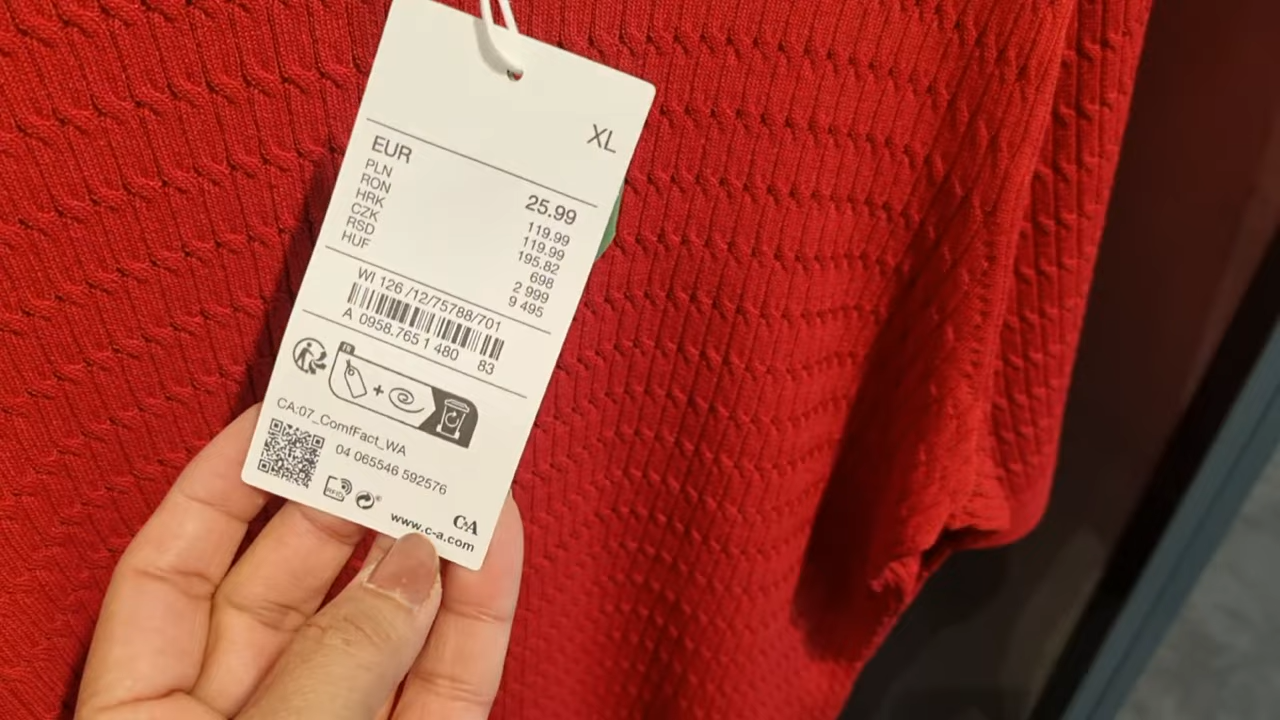 XL
EUR 25.99
PLN 119.99
RON 119.99
HRK 195.82
CZK 698
RSD 2 999
HUF 9 495
WI 126 /12/75788/701
A 0958.765 1 480 83
CA:07_ComfFact_WA
04 065546 592576
RFID
C&A
www.c-a.com